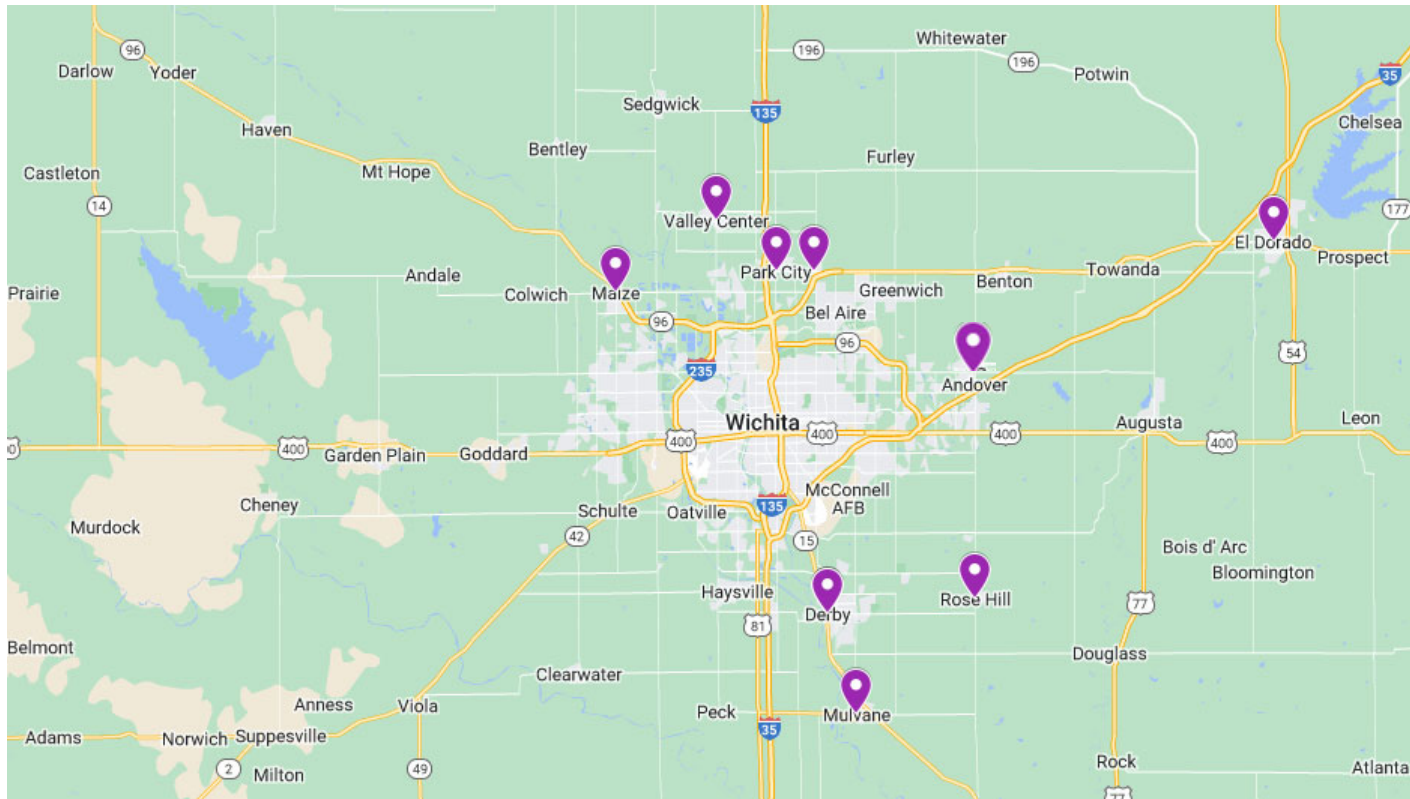 Whitewater
96
196
Darlow
Yoder
196
Potwin
35
Sedgwick
135
Chelsea
Haven
Bentley
Furley
Mt Hope
Castleton
14
Valley Center
177
El Dorado
Park City
Prospect
Andale
Towanda
Benton
Prairie
Colwich
Maize
Greenwich
Bel Aire
96
96
54
235
Andover
Wichita
Augusta
Leon
400
400
400
400
400
Garden Plain
Goddard
McConnell
AFB
Cheney
135
Schulte
Oatville
Murdock
42
15
Bois d' Arc
Bloomington
Haysville
Rose Hill
77
Derby
81
Belmont
Douglass
Clearwater
Anness
Viola
Peck
Mulvane
35
Adams
Norwich
Suppesville
2
Milton
49
Rock
Atlanta
77